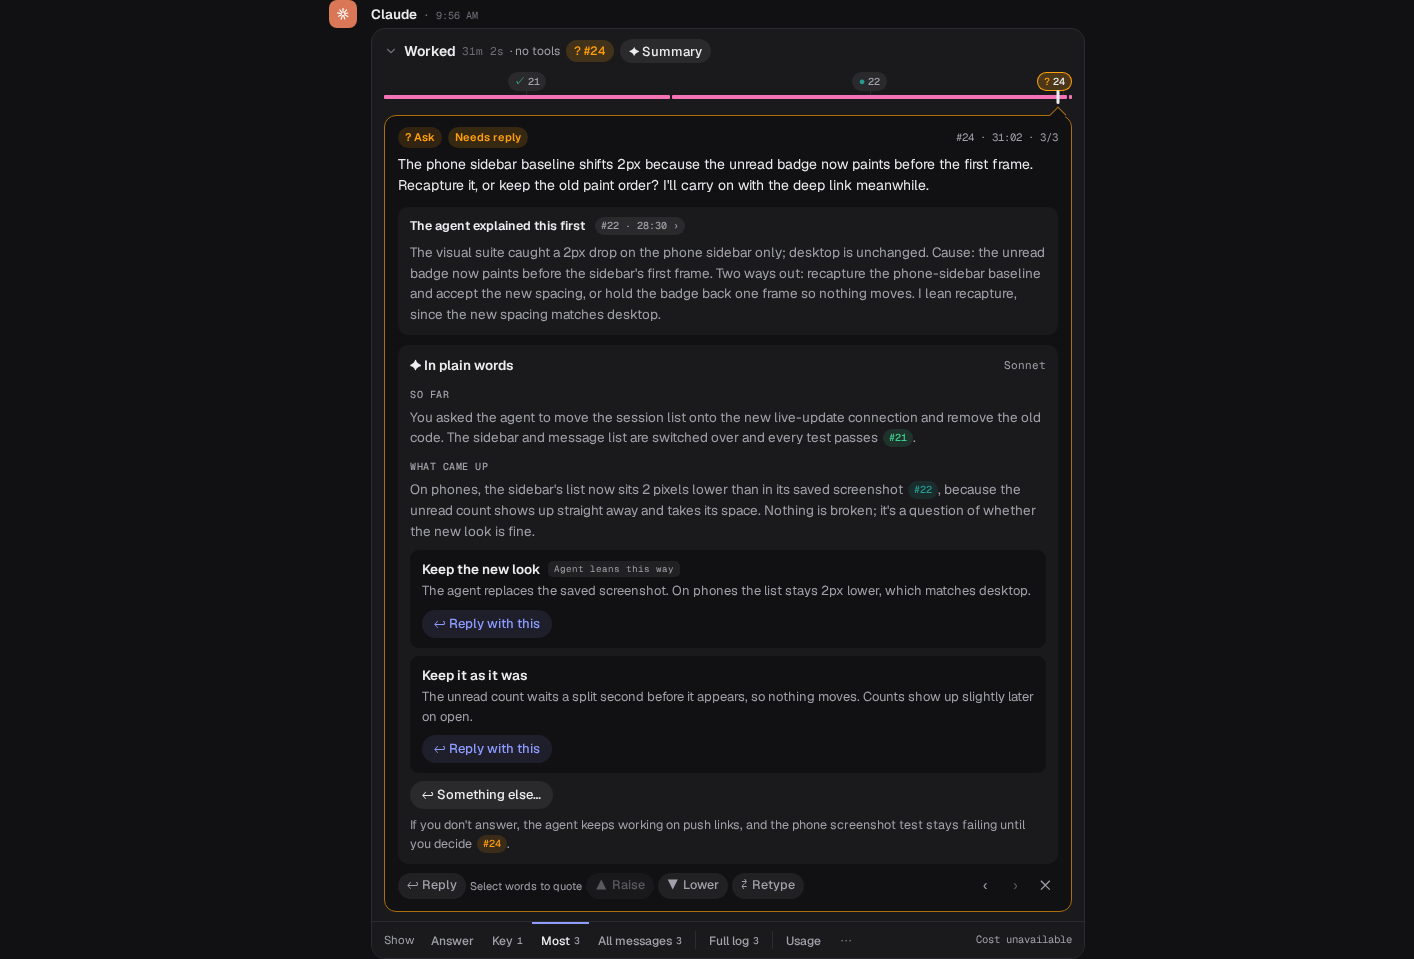 Claude · 9:56 AM
Worked 31m 2s · no tools ? #24 ✦ Summary
✓ 21 ● 22 ? 24
? Ask Needs reply #24 · 31:02 · 3/3
The phone sidebar baseline shifts 2px because the unread badge now paints before the first frame.
Recapture it, or keep the old paint order? I'll carry on with the deep link meanwhile.
The agent explained this first #22 · 28:30 ›
The visual suite caught a 2px drop on the phone sidebar only; desktop is unchanged. Cause: the unread
badge now paints before the sidebar's first frame. Two ways out: recapture the phone-sidebar baseline
and accept the new spacing, or hold the badge back one frame so nothing moves. I lean recapture,
since the new spacing matches desktop.
✦ In plain words Sonnet
SO FAR
You asked the agent to move the session list onto the new live-update connection and remove the old
code. The sidebar and message list are switched over and every test passes #21.
WHAT CAME UP
On phones, the sidebar's list now sits 2 pixels lower than in its saved screenshot #22, because the
unread count shows up straight away and takes its space. Nothing is broken; it's a question of whether
the new look is fine.
Keep the new look Agent leans this way
The agent replaces the saved screenshot. On phones the list stays 2px lower, which matches desktop.
↩ Reply with this
Keep it as it was
The unread count waits a split second before it appears, so nothing moves. Counts show up slightly later
on open.
↩ Reply with this
↩ Something else…
If you don't answer, the agent keeps working on push links, and the phone screenshot test stays failing until
you decide #24.
↩ Reply Select words to quote ▲ Raise ▼ Lower ⇄ Retype ‹ › ✕
Show Answer Key 1 Most 3 All messages 3 Full log 3 Usage ··· Cost unavailable